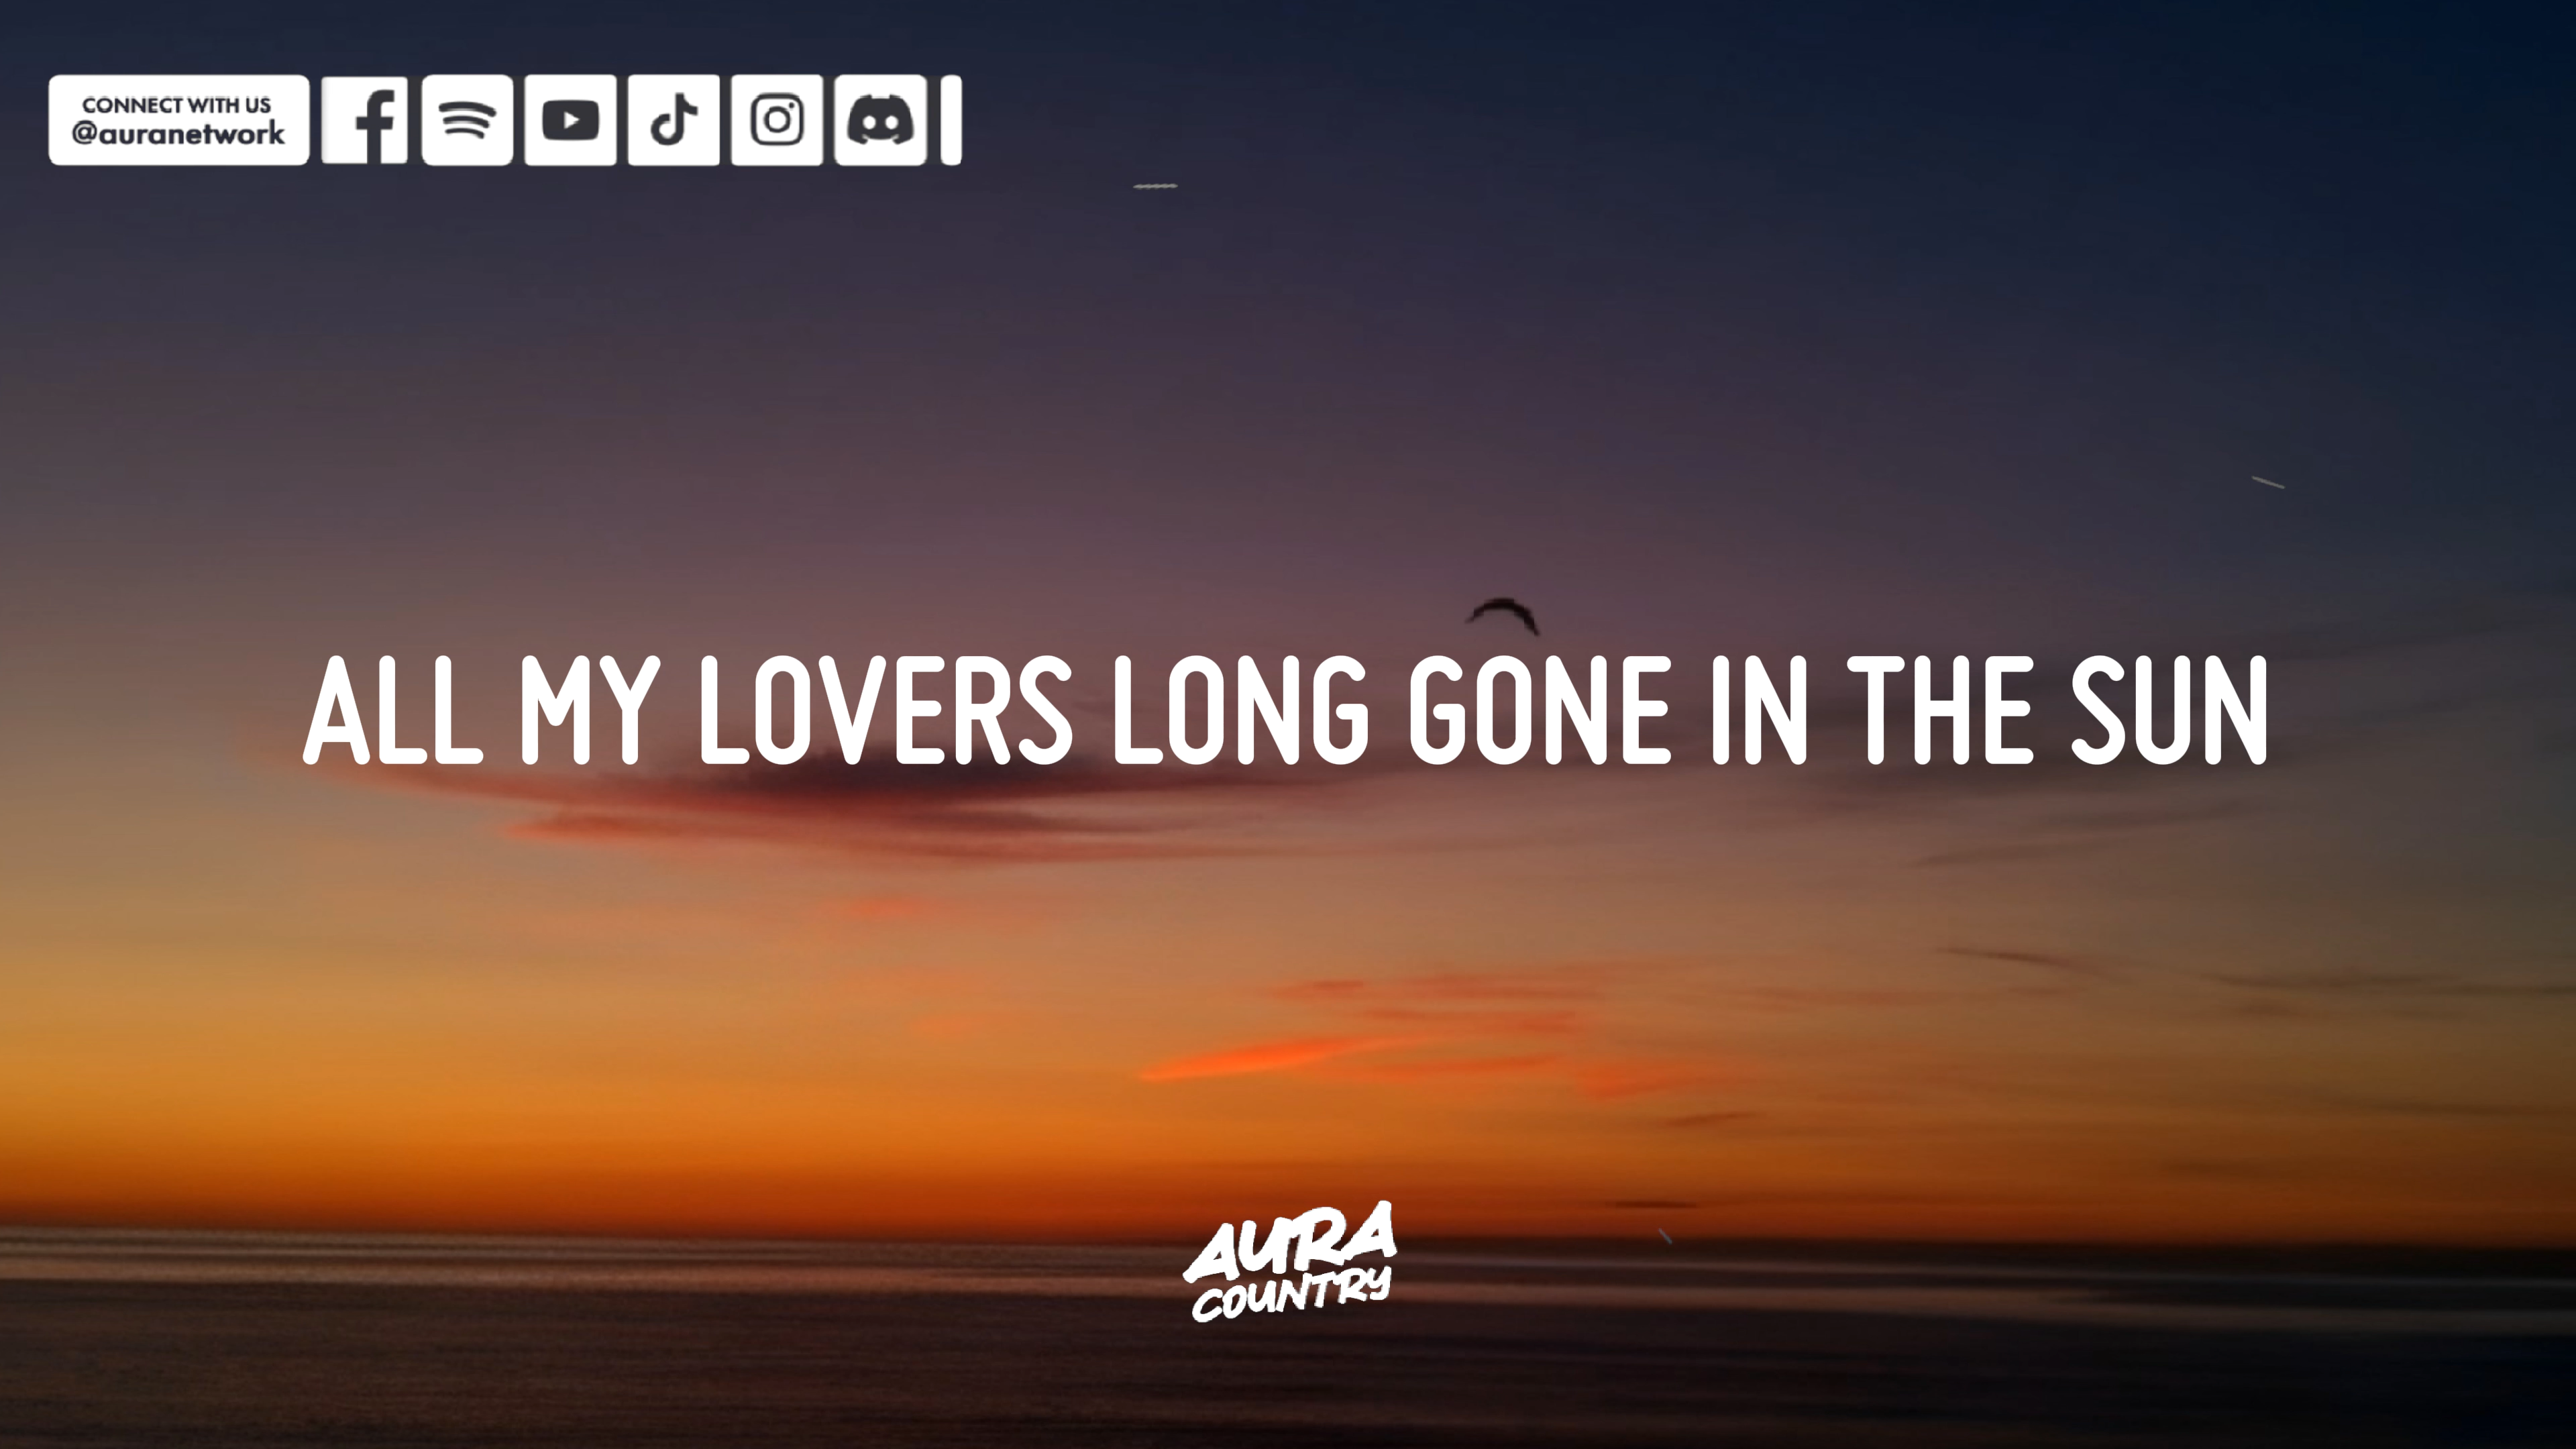 CONNECT WITH US
@auranetwork
ALL MY LOVERS LONG GONE IN THE SUN
AURA
COUNTRY